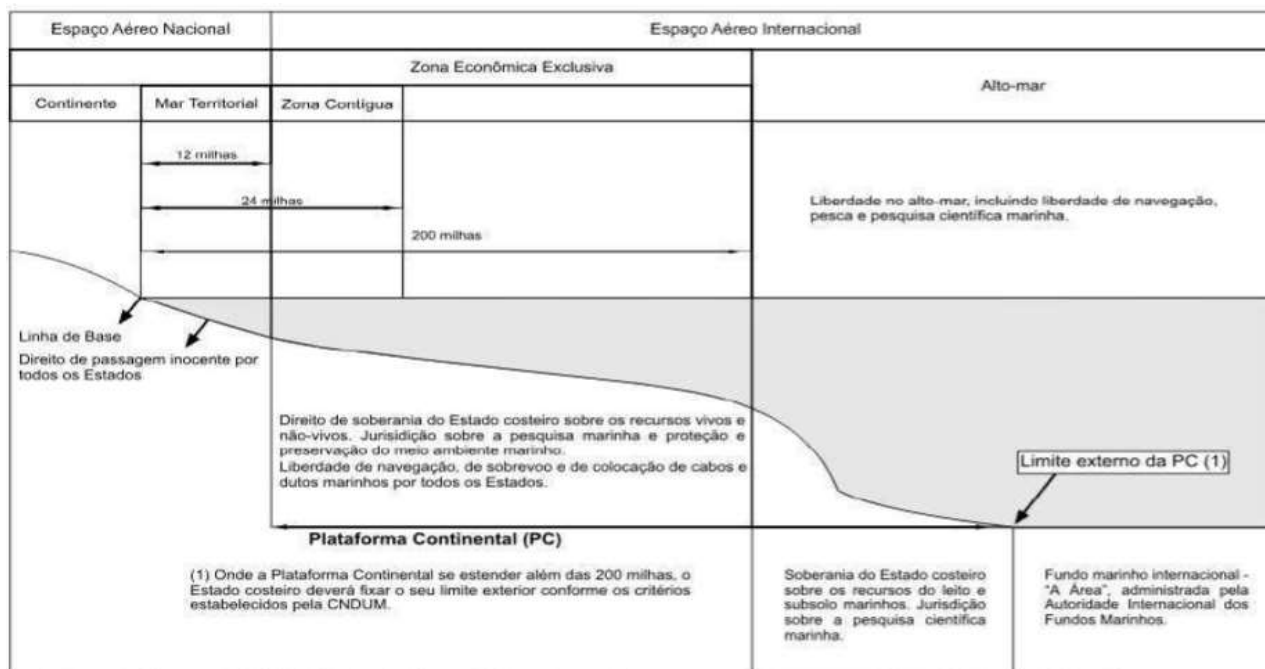 Espaço Aéreo Nacional
Espaço Aéreo Internacional
Zona Econômica Exclusiva
Alto-mar
Continente
Mar Territorial
Zona Contígua
12 milhas
24 milhas
200 milhas
Liberdade no alto-mar, incluindo liberdade de navegação,
pesca e pesquisa científica marinha.
Linha de Base
Direito de passagem inocente por
todos os Estados
Direito de soberania do Estado costeiro sobre os recursos vivos e
não-vivos. Jurisidição sobre a pesquisa marinha e proteção e
preservação do meio ambiente marinho.
Liberdade de navegação, de sobrevoo e de colocação de cabos e
dutos marinhos por todos os Estados.
Limite externo da PC (1)
Plataforma Continental (PC)
(1) Onde a Plataforma Continental se estender além das 200 milhas, o
Estado costeiro deverá fixar o seu limite exterior conforme os critérios
estabelecidos pela CNDUM.
Soberania do Estado costeiro
sobre os recursos do leito e
subsolo marinhos. Jursdição
sobre a pesquisa científica
marinha.
Fundo marinho internacional -
"A Área", administrada pela
Autoridade Internacional dos
Fundos Marinhos.